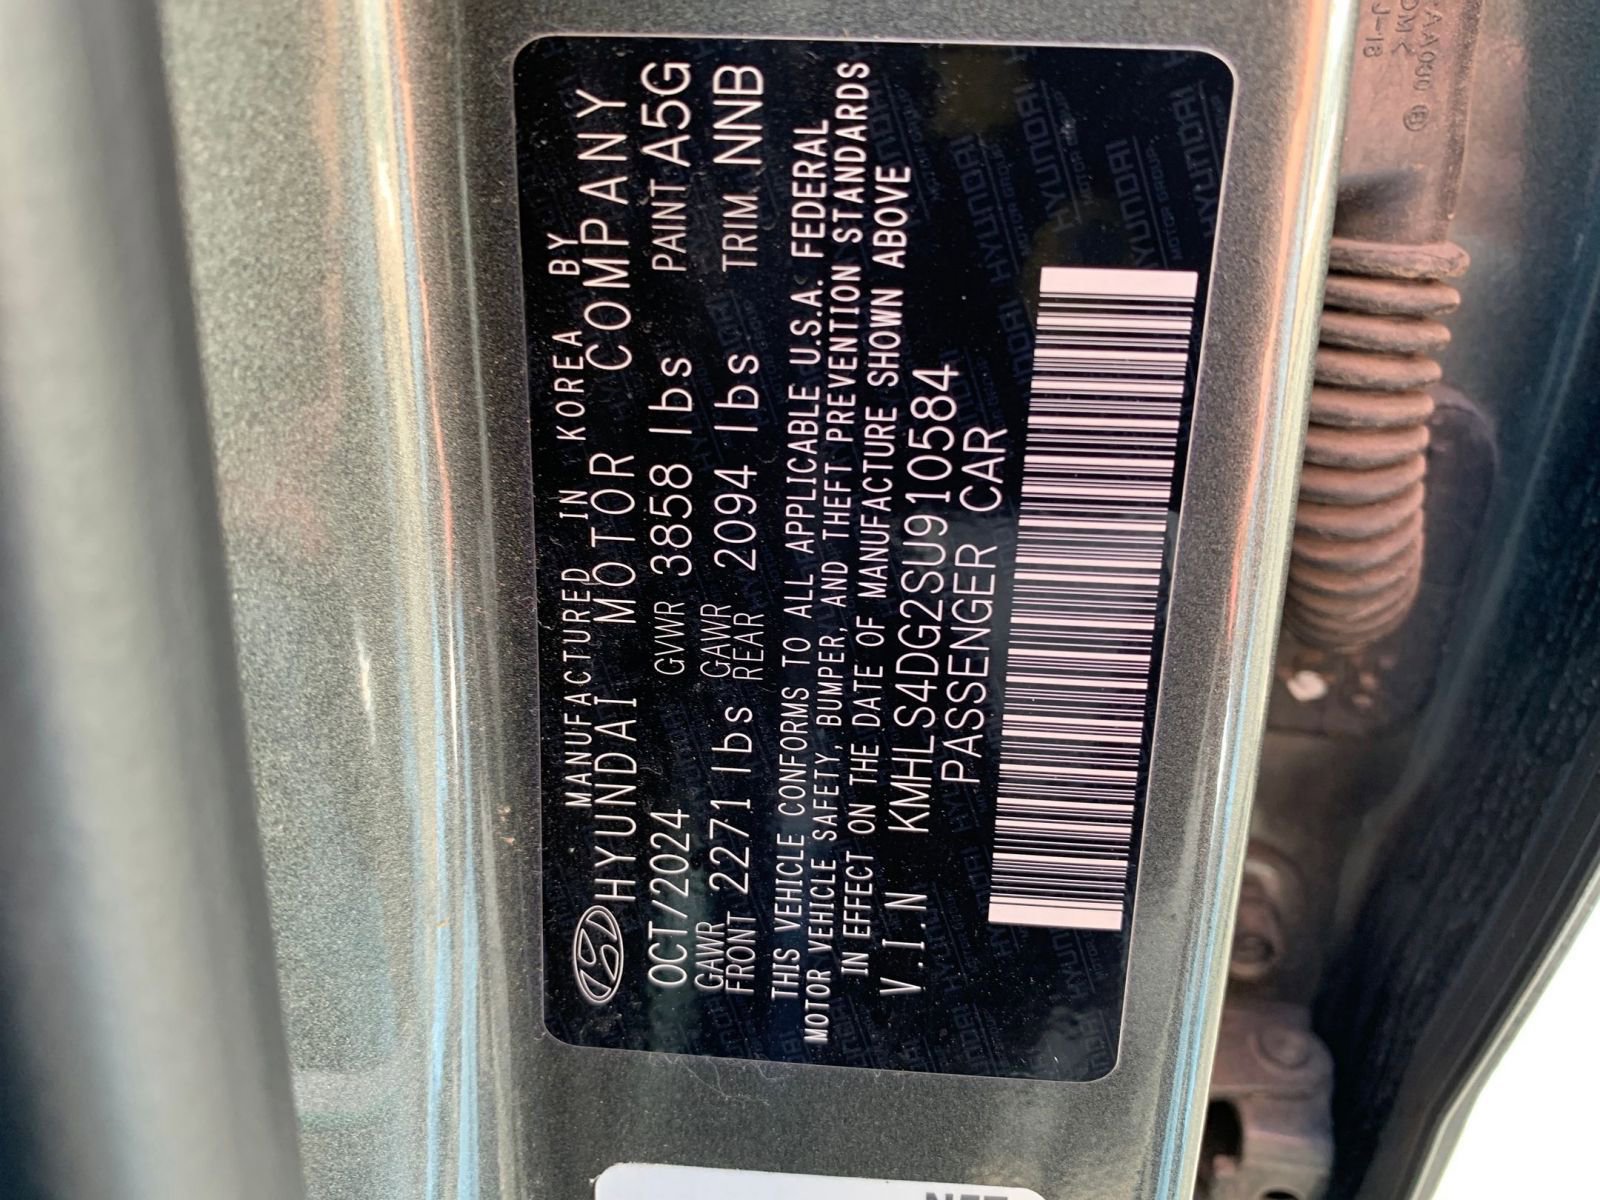 MANUFACTURED IN KOREA BY
HYUNDAI MOTOR COMPANY
OCT/2024 GVWR 3858 lbs PAINT A5G
GAWR FRONT 2271 lbs GAWR REAR 2094 lbs TRIM NNB
THIS VEHICLE CONFORMS TO ALL APPLICABLE U.S.A. FEDERAL
MOTOR VEHICLE SAFETY, BUMPER, AND THEFT PREVENTION STANDARDS
IN EFFECT ON THE DATE OF MANUFACTURE SHOWN ABOVE
V.I.N KMHLS4DG2SU910584
PASSENGER CAR